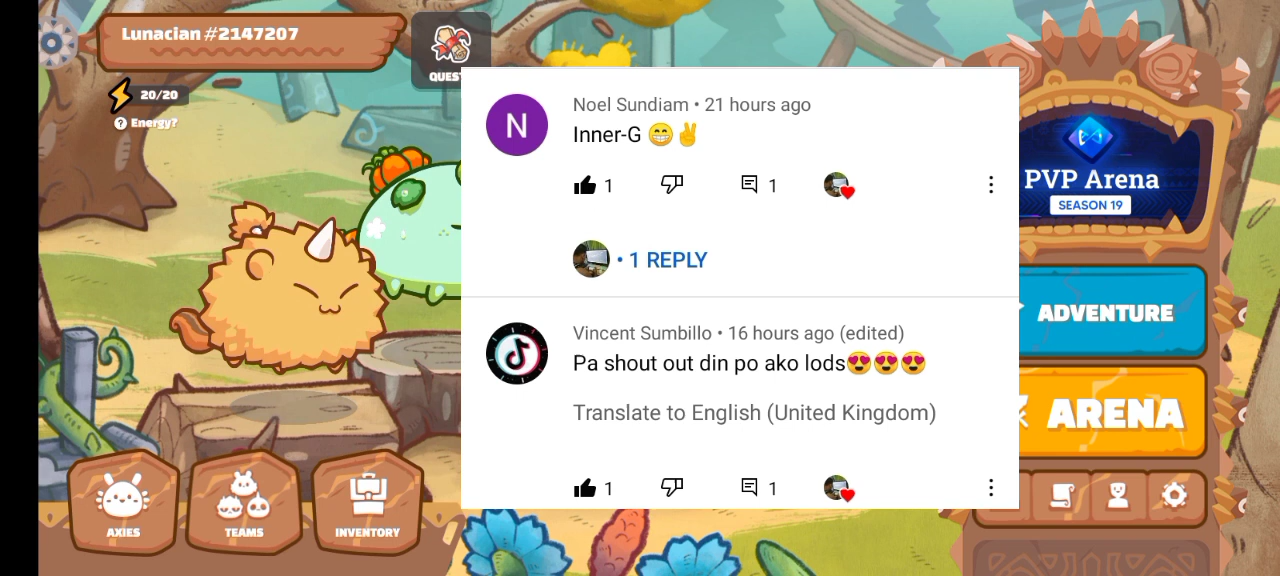 Lunacian #2147207
QUEST
20/20
? Energy?
N
Noel Sundiam • 21 hours ago
Inner-G 😁✌️
1
1
• 1 REPLY
Vincent Sumbillo • 16 hours ago (edited)
Pa shout out din po ako lods😍😍😍
Translate to English (United Kingdom)
1
1
PVP Arena
SEASON 19
ADVENTURE
ARENA
AXIES
TEAMS
INVENTORY